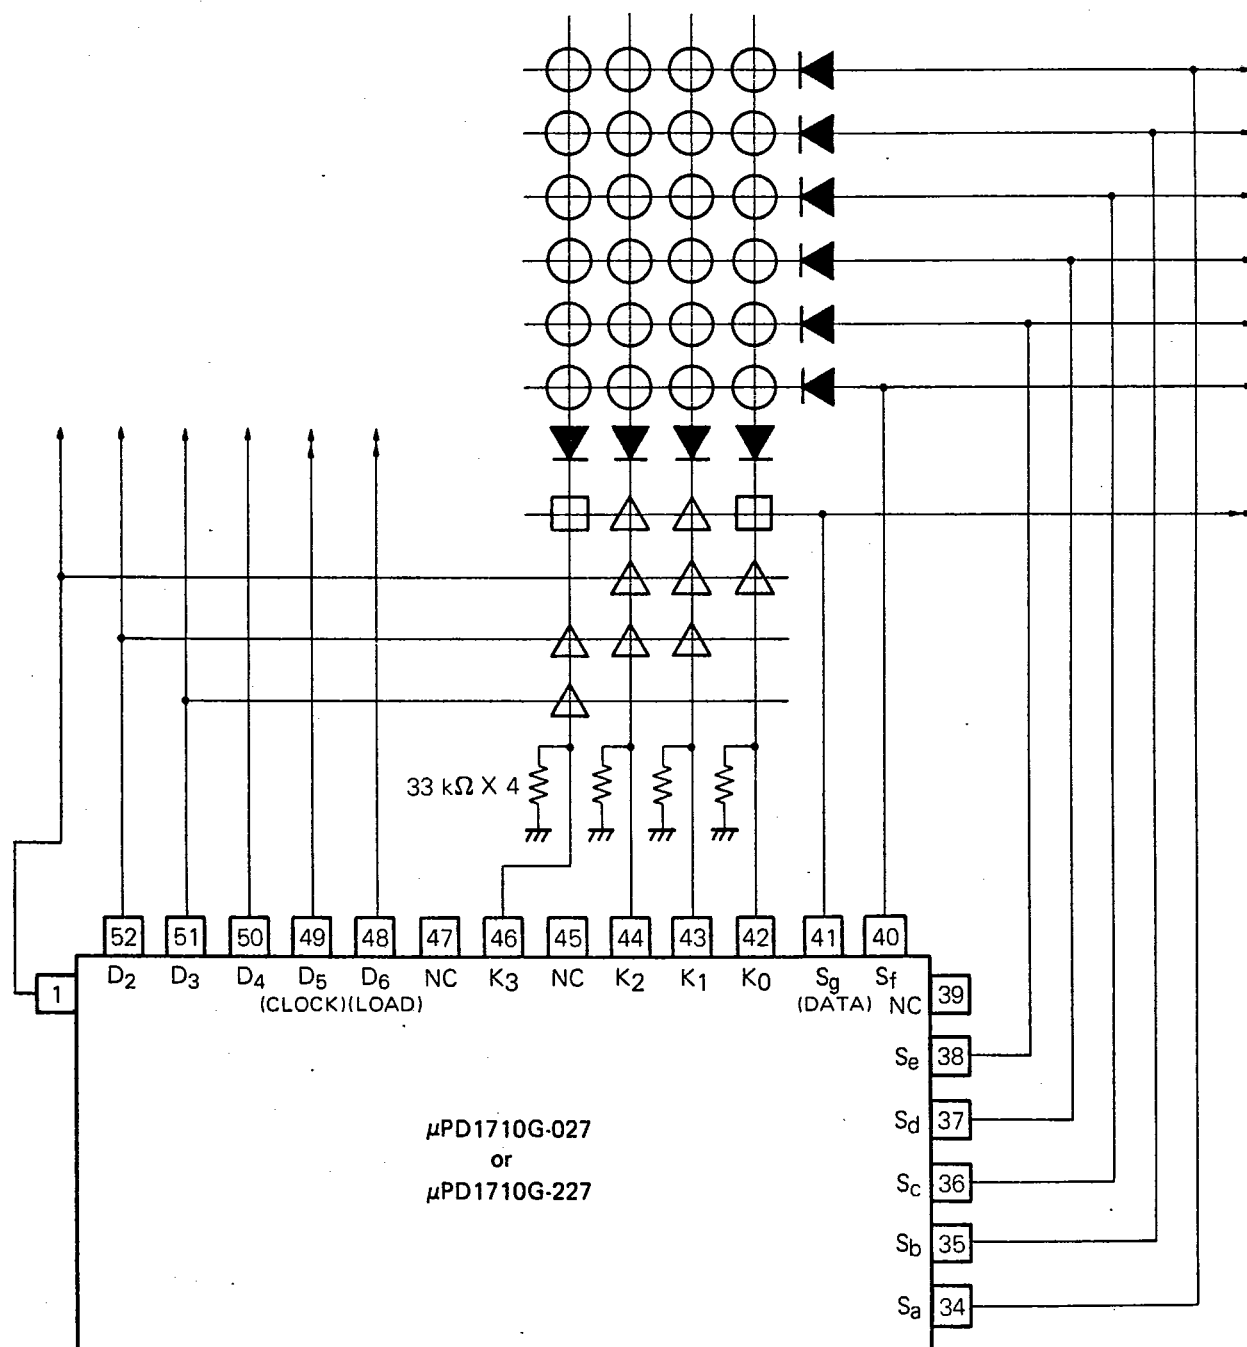 33 kΩ X 4
52 51 50 49 48 47 46 45 44 43 42 41 40
D2 D3 D4 D5 D6 NC K3 NC K2 K1 K0 Sg Sf
(CLOCK)(LOAD) (DATA) NC
1 39
Se 38
Sd 37
μPD1710G-027
or
μPD1710G-227
Sc 36
Sb 35
Sa 34